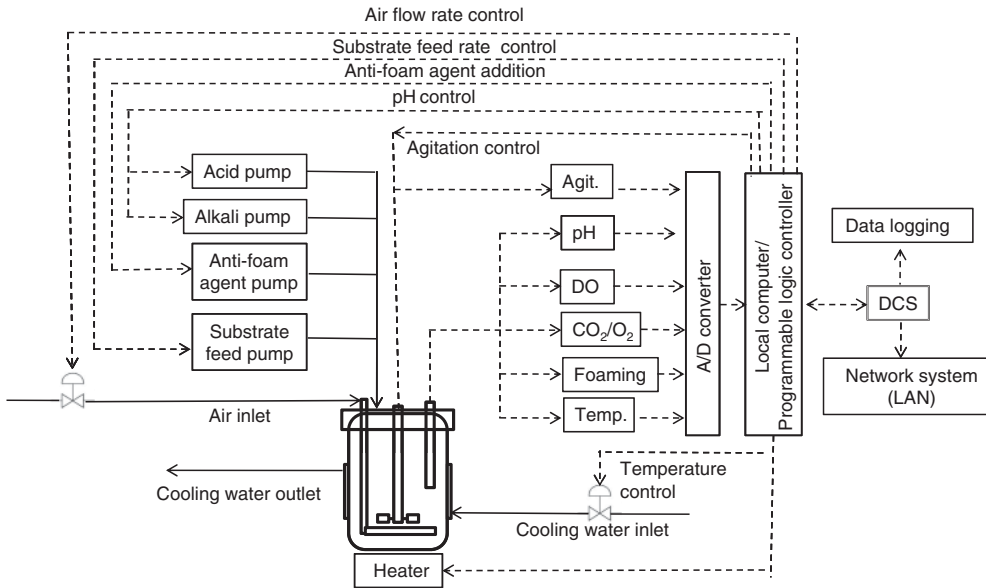 Air flow rate control
Substrate feed rate control
Anti-foam agent addition
pH control
Agitation control
Acid pump
Alkali pump
Anti-foam
agent pump
Substrate
feed pump
Agit.
pH
DO
CO₂/O₂
Foaming
Temp.
A/D converter
Local computer/
Programmable logic controller
Data logging
DCS
Network system
(LAN)
Air inlet
Cooling water outlet
Temperature
control
Cooling water inlet
Heater